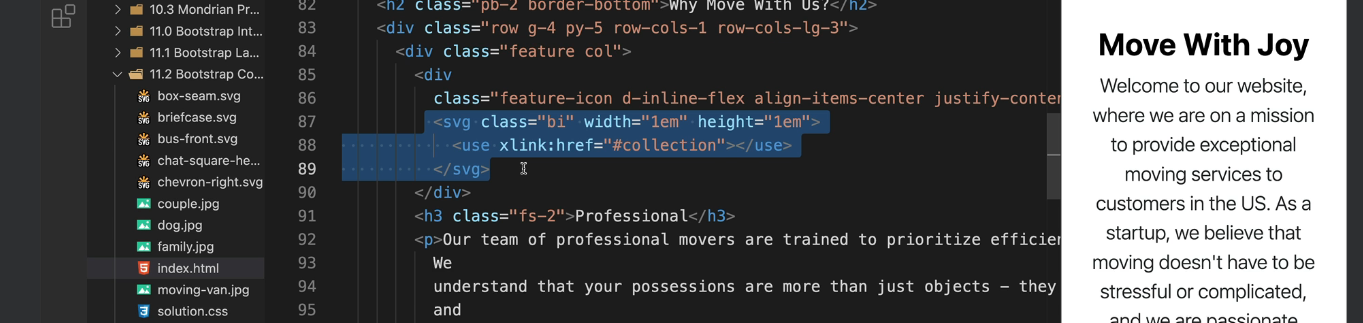 10.3 Mondrian Pr...
11.0 Bootstrap Int...
11.1 Bootstrap La...
11.2 Bootstrap Co...
box-seam.svg
briefcase.svg
bus-front.svg
chat-square-he...
chevron-right.svg
couple.jpg
dog.jpg
family.jpg
index.html
moving-van.jpg
solution.css
82 <h2 class="pb-2 border-bottom">Why Move With Us?</h2>
83 <div class="row g-4 py-5 row-cols-1 row-cols-lg-3">
84 <div class="feature col">
85 <div
86 class="feature-icon d-inline-flex align-items-center justify-conter
87 <svg class="bi" width="1em" height="1em">
88 <use xlink:href="#collection"></use>
89 </svg>
90 </div>
91 <h3 class="fs-2">Professional</h3>
92 <p>Our team of professional movers are trained to prioritize efficier
93 We
94 understand that your possessions are more than just objects – they
95 and
Move With Joy
Welcome to our website,
where we are on a mission
to provide exceptional
moving services to
customers in the US. As a
startup, we believe that
moving doesn't have to be
stressful or complicated,
and we are passionate